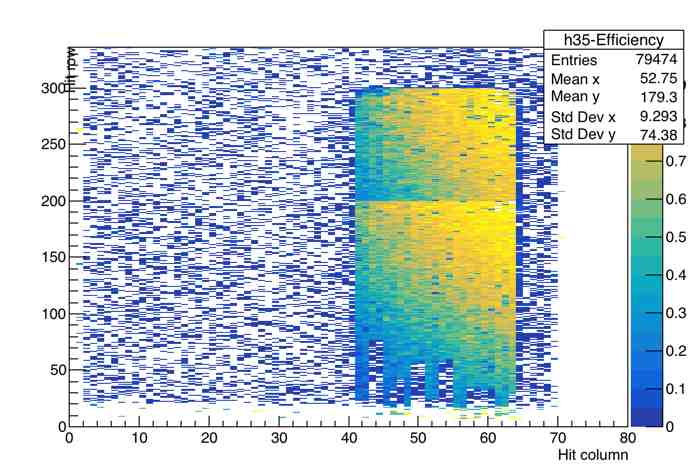 h35-Efficiency
Entries 79474
Mean x 52.75
Mean y 179.3
Std Dev x 9.293
Std Dev y 74.38
300
250
200
150
100
50
0
0 10 20 30 40 50 60 70 80
Hit column
0.7
0.6
0.5
0.4
0.3
0.2
0.1
0